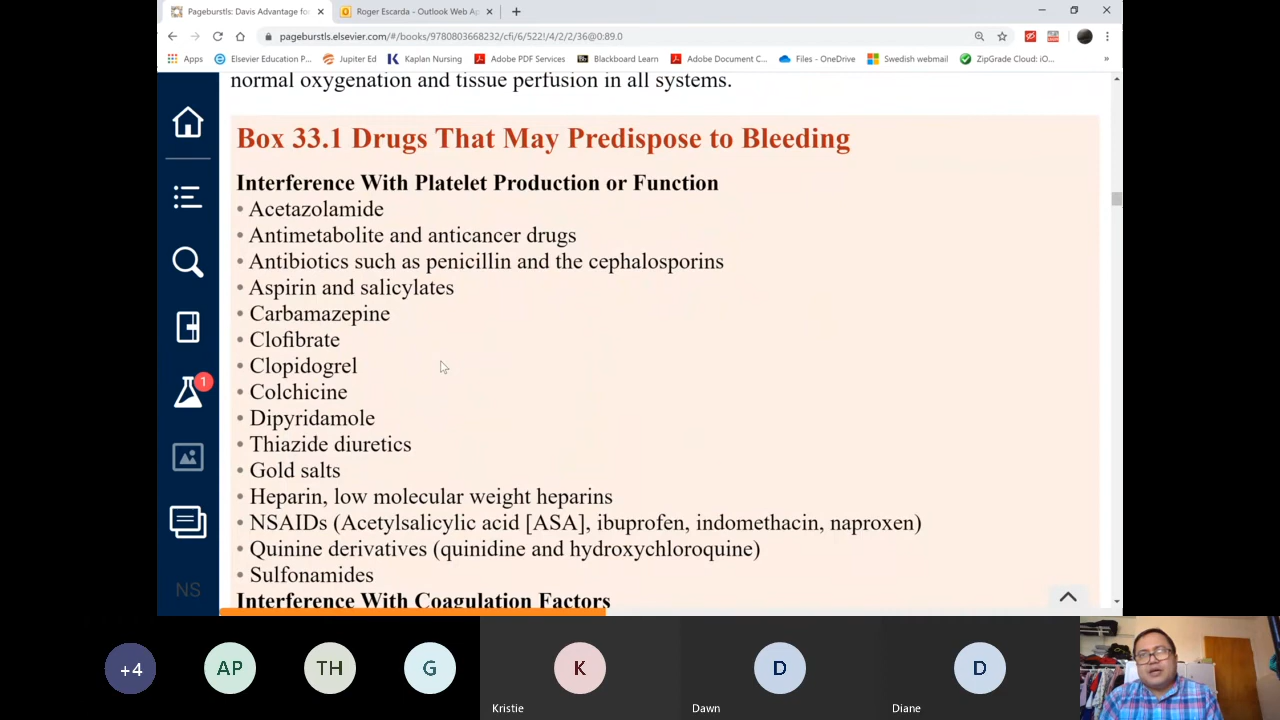 Pageburstls: Davis Advantage fo
Roger Escarda - Outlook Web Ap
pageburstls.elsevier.com/#/books/9780803668232/cfi/6/522!/4/2/2/36@0:89.0
Apps
Elsevier Education P...
Jupiter Ed
Kaplan Nursing
Adobe PDF Services
Blackboard Learn
Adobe Document C...
Files - OneDrive
Swedish webmail
ZipGrade Cloud: iO...
normal oxygenation and tissue perfusion in all systems.
Box 33.1 Drugs That May Predispose to Bleeding
Interference With Platelet Production or Function
• Acetazolamide
• Antimetabolite and anticancer drugs
• Antibiotics such as penicillin and the cephalosporins
• Aspirin and salicylates
• Carbamazepine
• Clofibrate
• Clopidogrel
• Colchicine
• Dipyridamole
• Thiazide diuretics
• Gold salts
• Heparin, low molecular weight heparins
• NSAIDs (Acetylsalicylic acid [ASA], ibuprofen, indomethacin, naproxen)
• Quinine derivatives (quinidine and hydroxychloroquine)
• Sulfonamides
Interference With Coagulation Factors
1
NS
+4
AP
TH
G
K
D
D
Kristie
Dawn
Diane